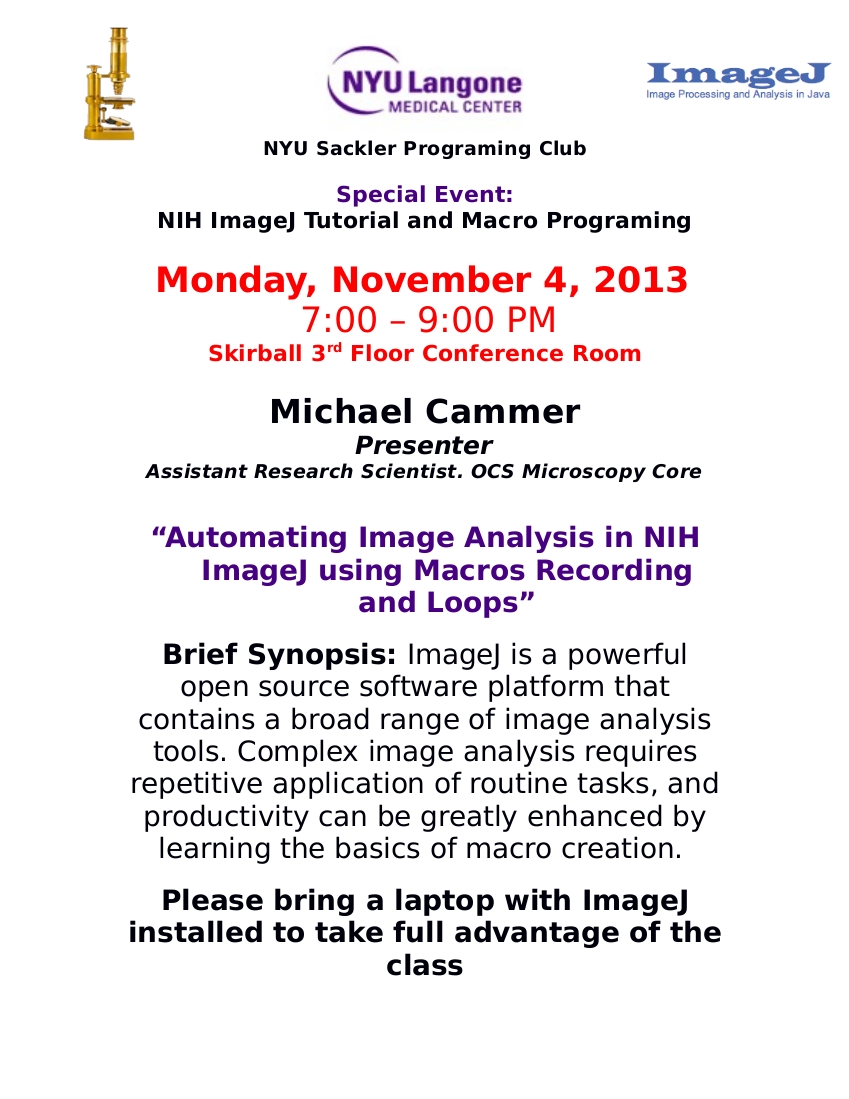 NYU Langone
MEDICAL CENTER
ImageJ
Image Processing and Analysis in Java
NYU Sackler Programing Club
Special Event:
NIH ImageJ Tutorial and Macro Programing
Monday, November 4, 2013
7:00 – 9:00 PM
Skirball 3rd Floor Conference Room
Michael Cammer
Presenter
Assistant Research Scientist. OCS Microscopy Core
“Automating Image Analysis in NIH
ImageJ using Macros Recording
and Loops”
Brief Synopsis: ImageJ is a powerful
open source software platform that
contains a broad range of image analysis
tools. Complex image analysis requires
repetitive application of routine tasks, and
productivity can be greatly enhanced by
learning the basics of macro creation.
Please bring a laptop with ImageJ
installed to take full advantage of the
class